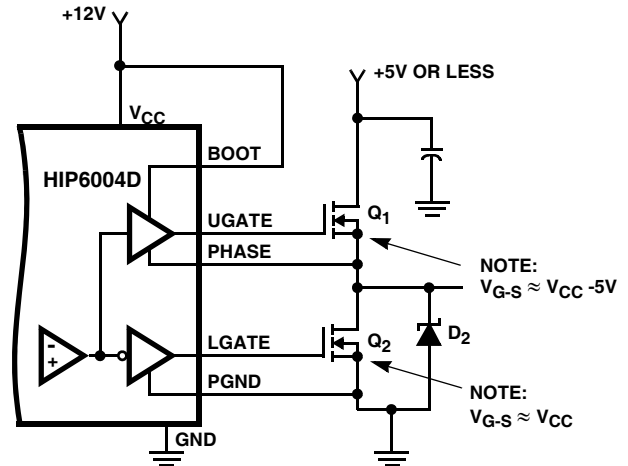 +12V
+5V OR LESS
VCC
BOOT
HIP6004D
UGATE
Q1
PHASE
NOTE:
VG-S ≈ VCC -5V
- +
LGATE
Q2
D2
PGND
NOTE:
VG-S ≈ VCC
GND